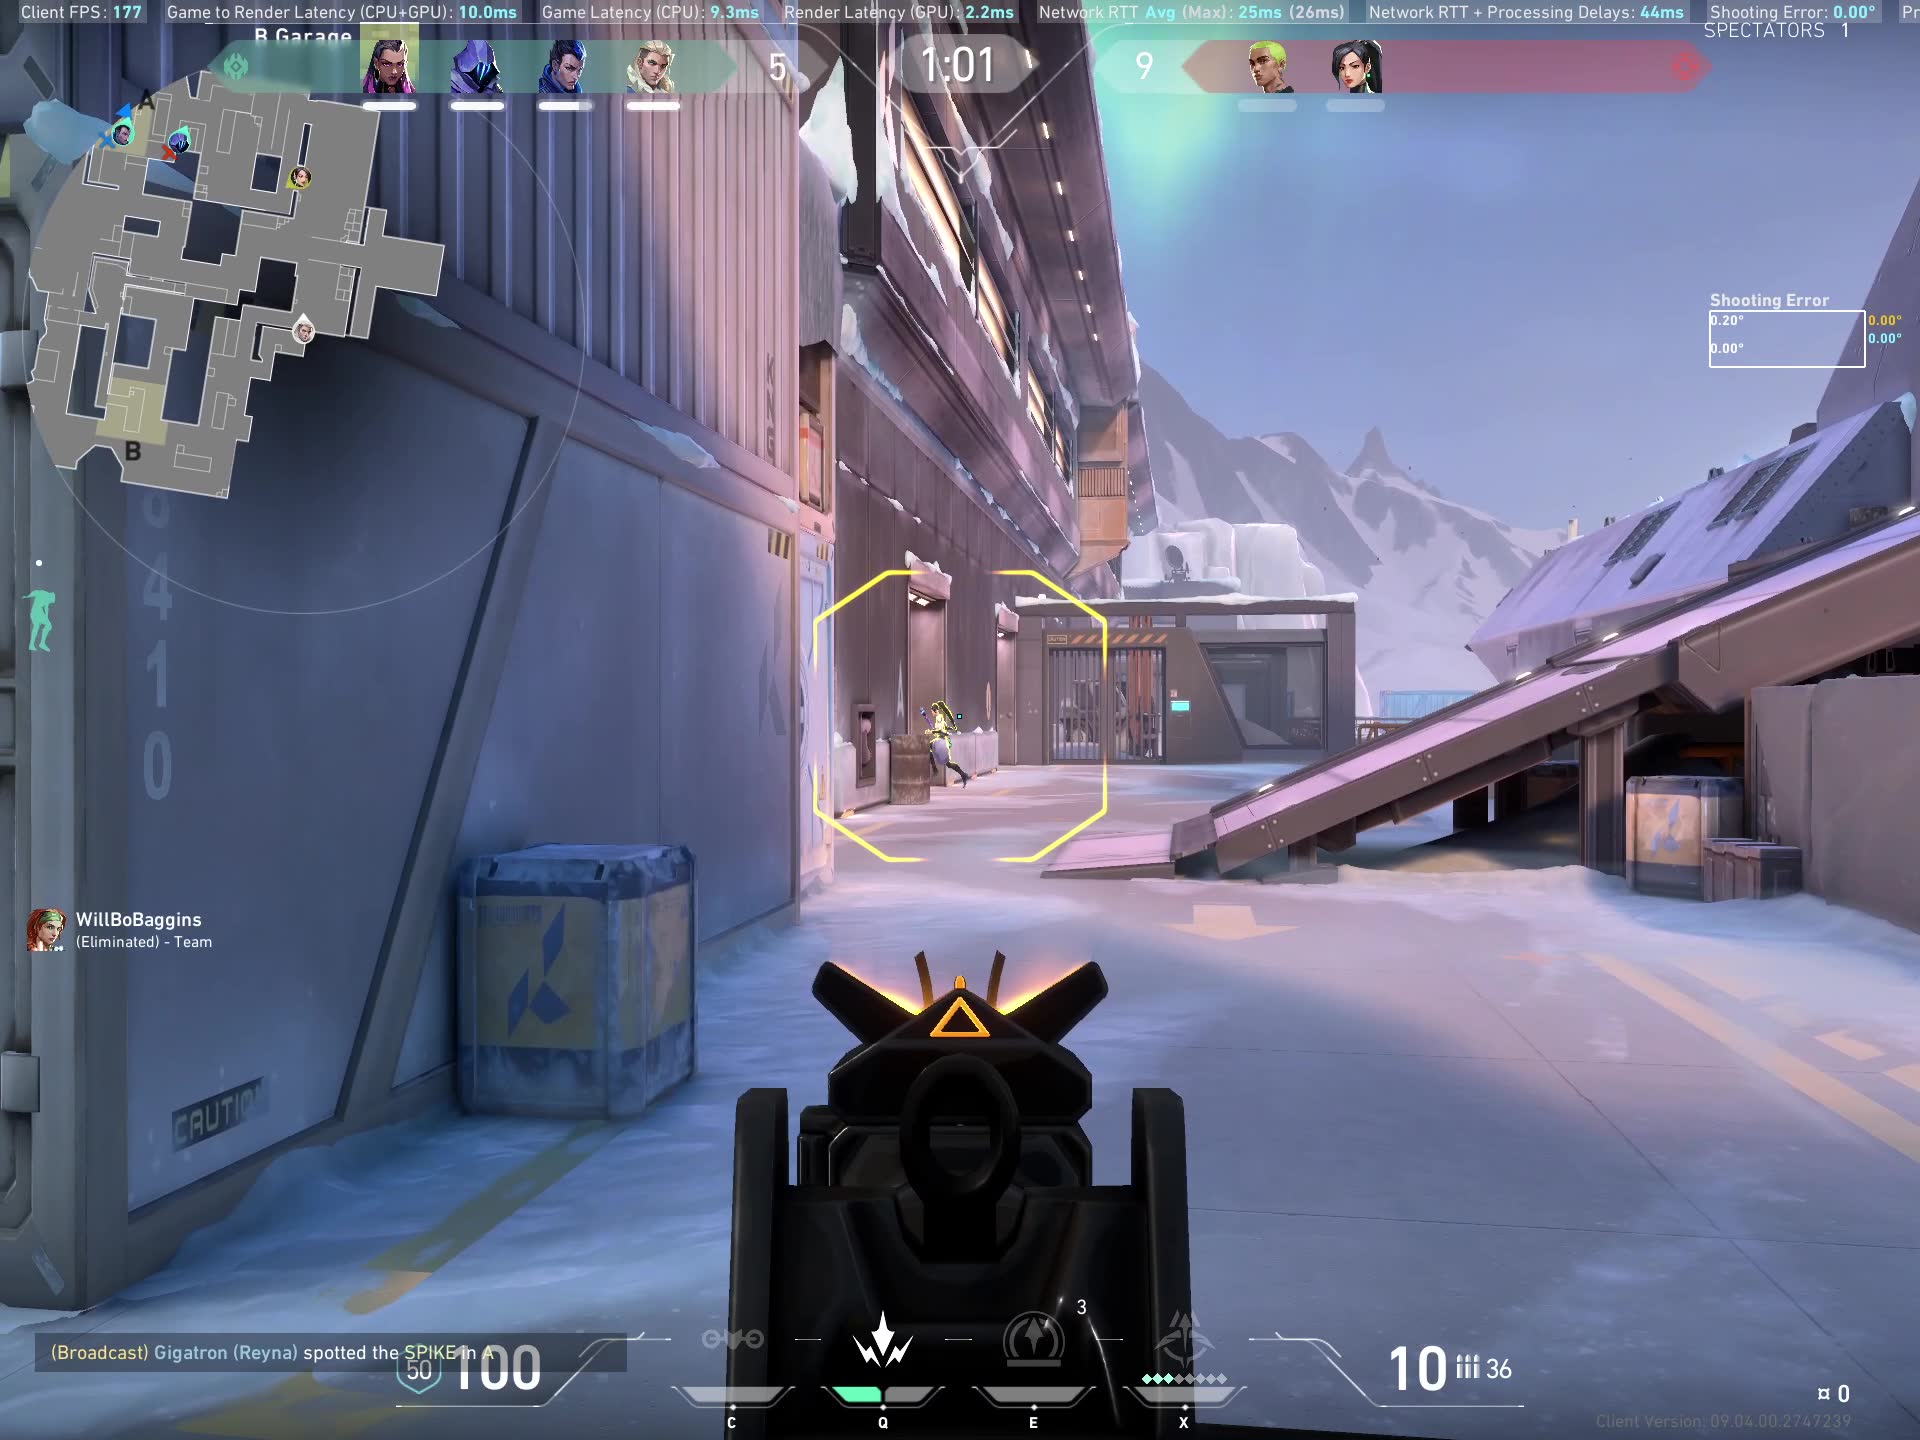 Client FPS: 177
Game to Render Latency (CPU+GPU): 10.0ms
Game Latency (CPU): 9.3ms
Render Latency (GPU): 2.2ms
Network RTT Avg (Max): 25ms (26ms)
Network RTT + Processing Delays: 44ms
Shooting Error: 0.00°
Pr
SPECTATORS 1
B Garage
5
1:01
9
A
B
Shooting Error
0.20°
0.00°
0.00°
0.00°
6410
CAUTION
WillBoBaggins
(Eliminated) - Team
(Broadcast) Gigatron (Reyna) spotted the SPIKE in A
50
100
3
C
Q
E
X
10
36
¤ 0
Client Version: 09.04.00.2747239